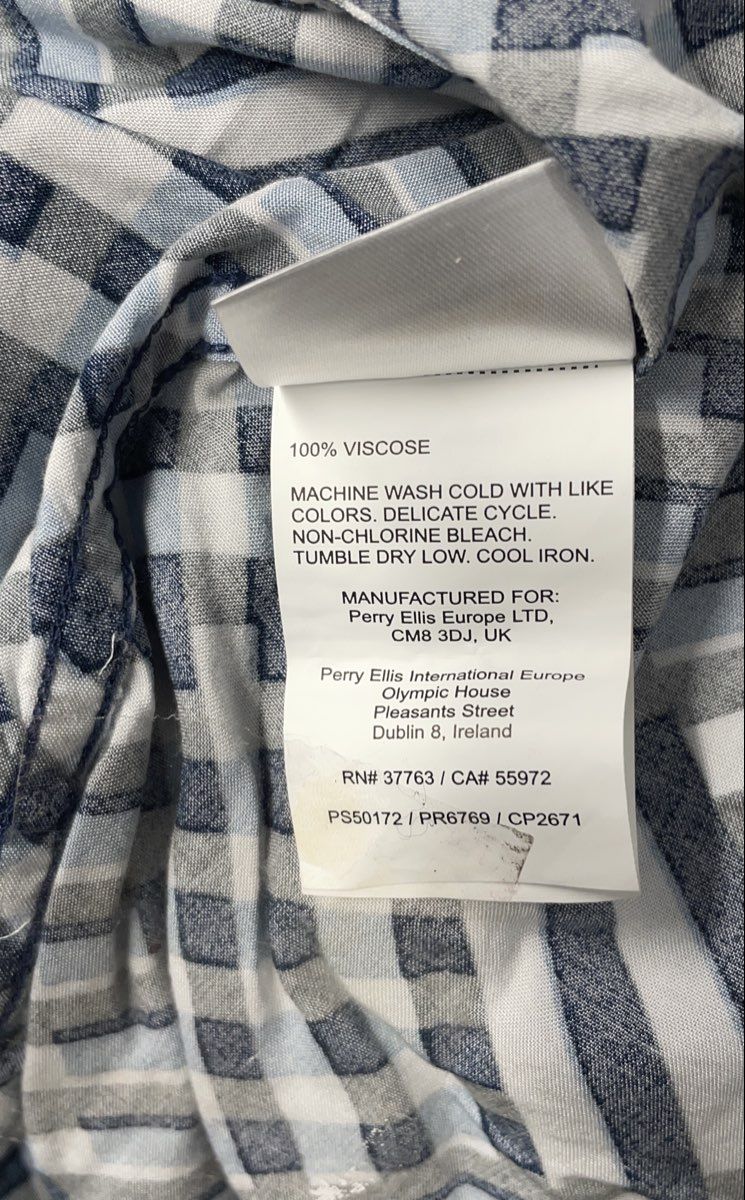 100% VISCOSE
MACHINE WASH COLD WITH LIKE
COLORS. DELICATE CYCLE.
NON-CHLORINE BLEACH.
TUMBLE DRY LOW. COOL IRON.
MANUFACTURED FOR:
Perry Ellis Europe LTD,
CM8 3DJ, UK
Perry Ellis International Europe
Olympic House
Pleasants Street
Dublin 8, Ireland
RN# 37763 / CA# 55972
PS50172 / PR6769 / CP2671